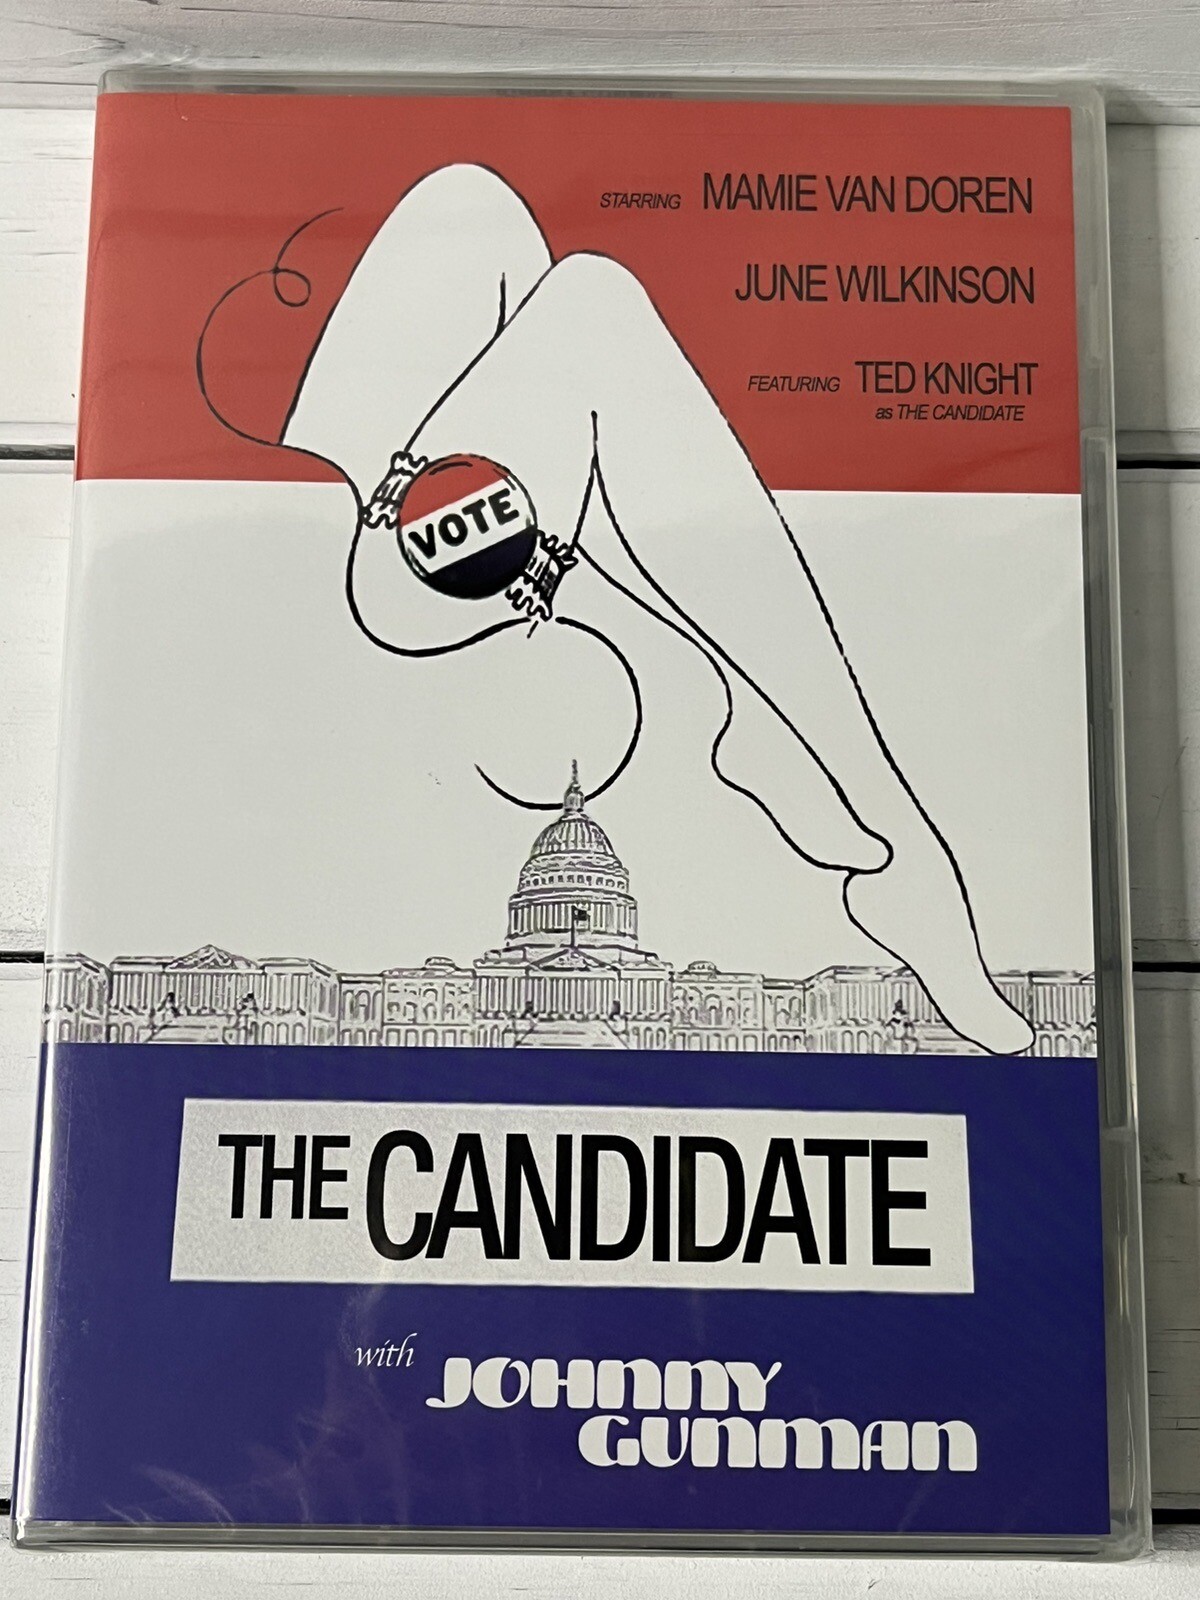 STARRING MAMIE VAN DOREN
JUNE WILKINSON
FEATURING TED KNIGHT
as THE CANDIDATE
VOTE
THE CANDIDATE
with JOHNNY
GUNMAN